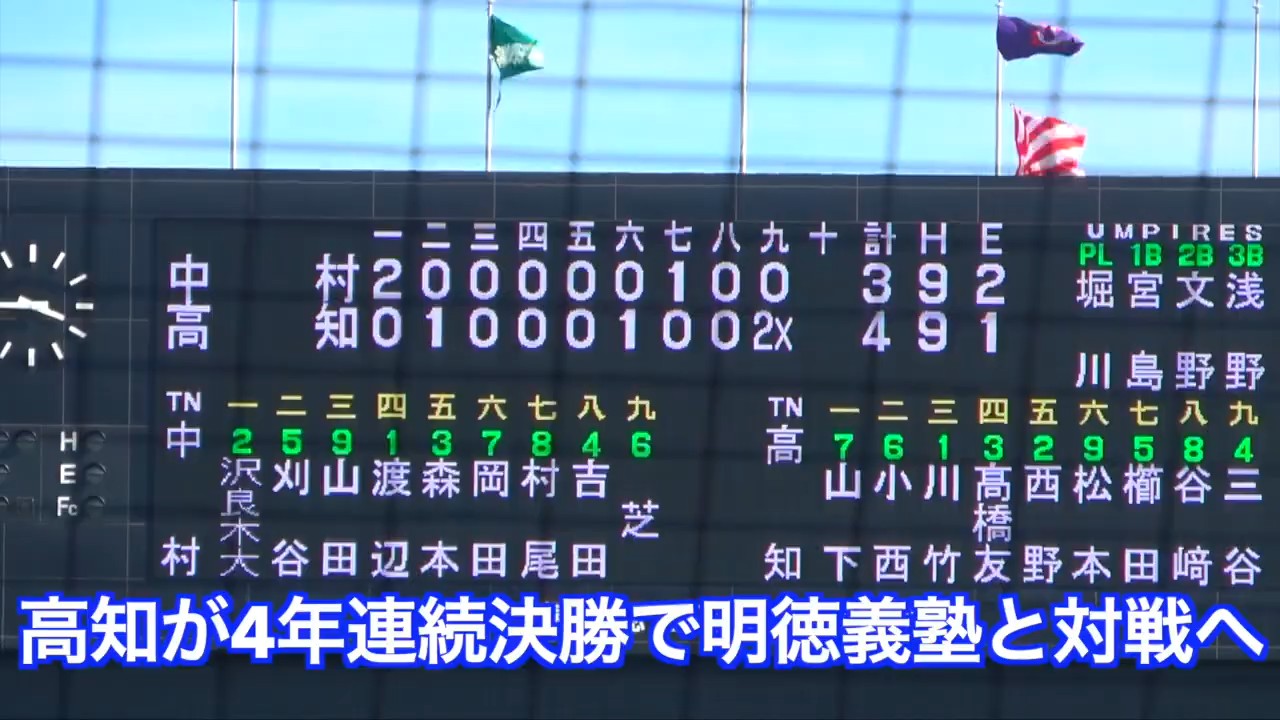 一 二 三 四 五 六 七 八 九 十 計 H E
中村 2 0 0 0 0 0 1 0 0 3 9 2
高知 0 1 0 0 0 1 0 0 2X 4 9 1
UMPIRES
PL 1B 2B 3B
堀川 宮島 文野 浅野
TN 一 二 三 四 五 六 七 八 九
中村 2 5 9 1 3 7 8 4 6
沢良木大 刈谷 山田 渡辺 森本 岡田 村尾 吉田 芝
TN 一 二 三 四 五 六 七 八 九
高知 7 6 1 3 2 9 5 8 4
山下 小西 川竹 髙橋友 西野 松本 櫛田 谷﨑 三谷
H
E
Fc
高知が4年連続決勝で明徳義塾と対戦へ